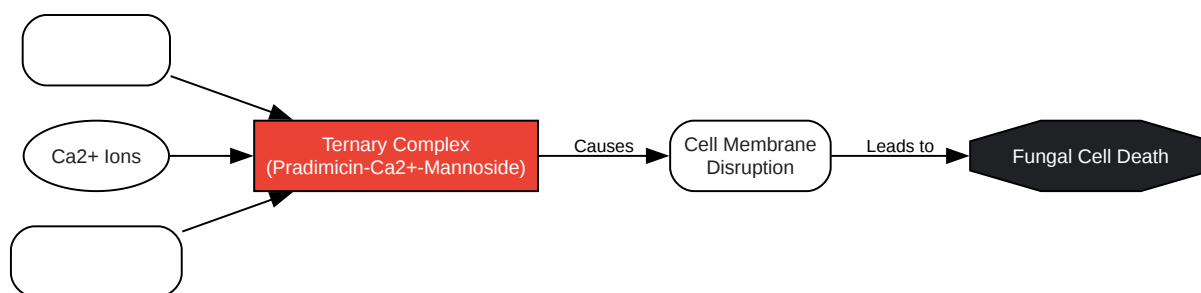 Ca2+ Ions
Ternary Complex
(Pradimicin-Ca2+-Mannoside)
Causes
Cell Membrane
Disruption
Leads to
Fungal Cell Death